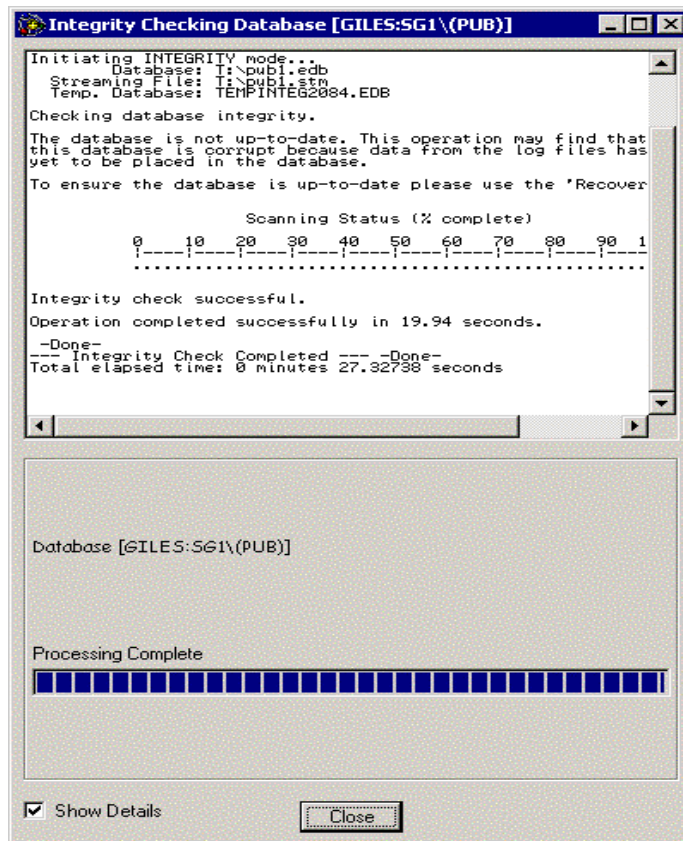 Integrity Checking Database [GILES:SG1\(PUB)]
Initiating INTEGRITY mode...
Database: T:\pub1.edb
Streaming File: T:\pub1.stm
Temp. Database: TEMPINTEG2084.EDB
Checking database integrity.
The database is not up-to-date. This operation may find that
this database is corrupt because data from the log files has
yet to be placed in the database.
To ensure the database is up-to-date please use the 'Recover
Scanning Status (% complete)
0 10 20 30 40 50 60 70 80 90 1
|----|----|----|----|----|----|----|----|----|----
..................................................
Integrity check successful.
Operation completed successfully in 19.94 seconds.
-Done-
--- Integrity Check Completed --- -Done-
Total elapsed time: 0 minutes 27.32738 seconds
Database [GILES:SG1\(PUB)]
Processing Complete
Show Details
Close